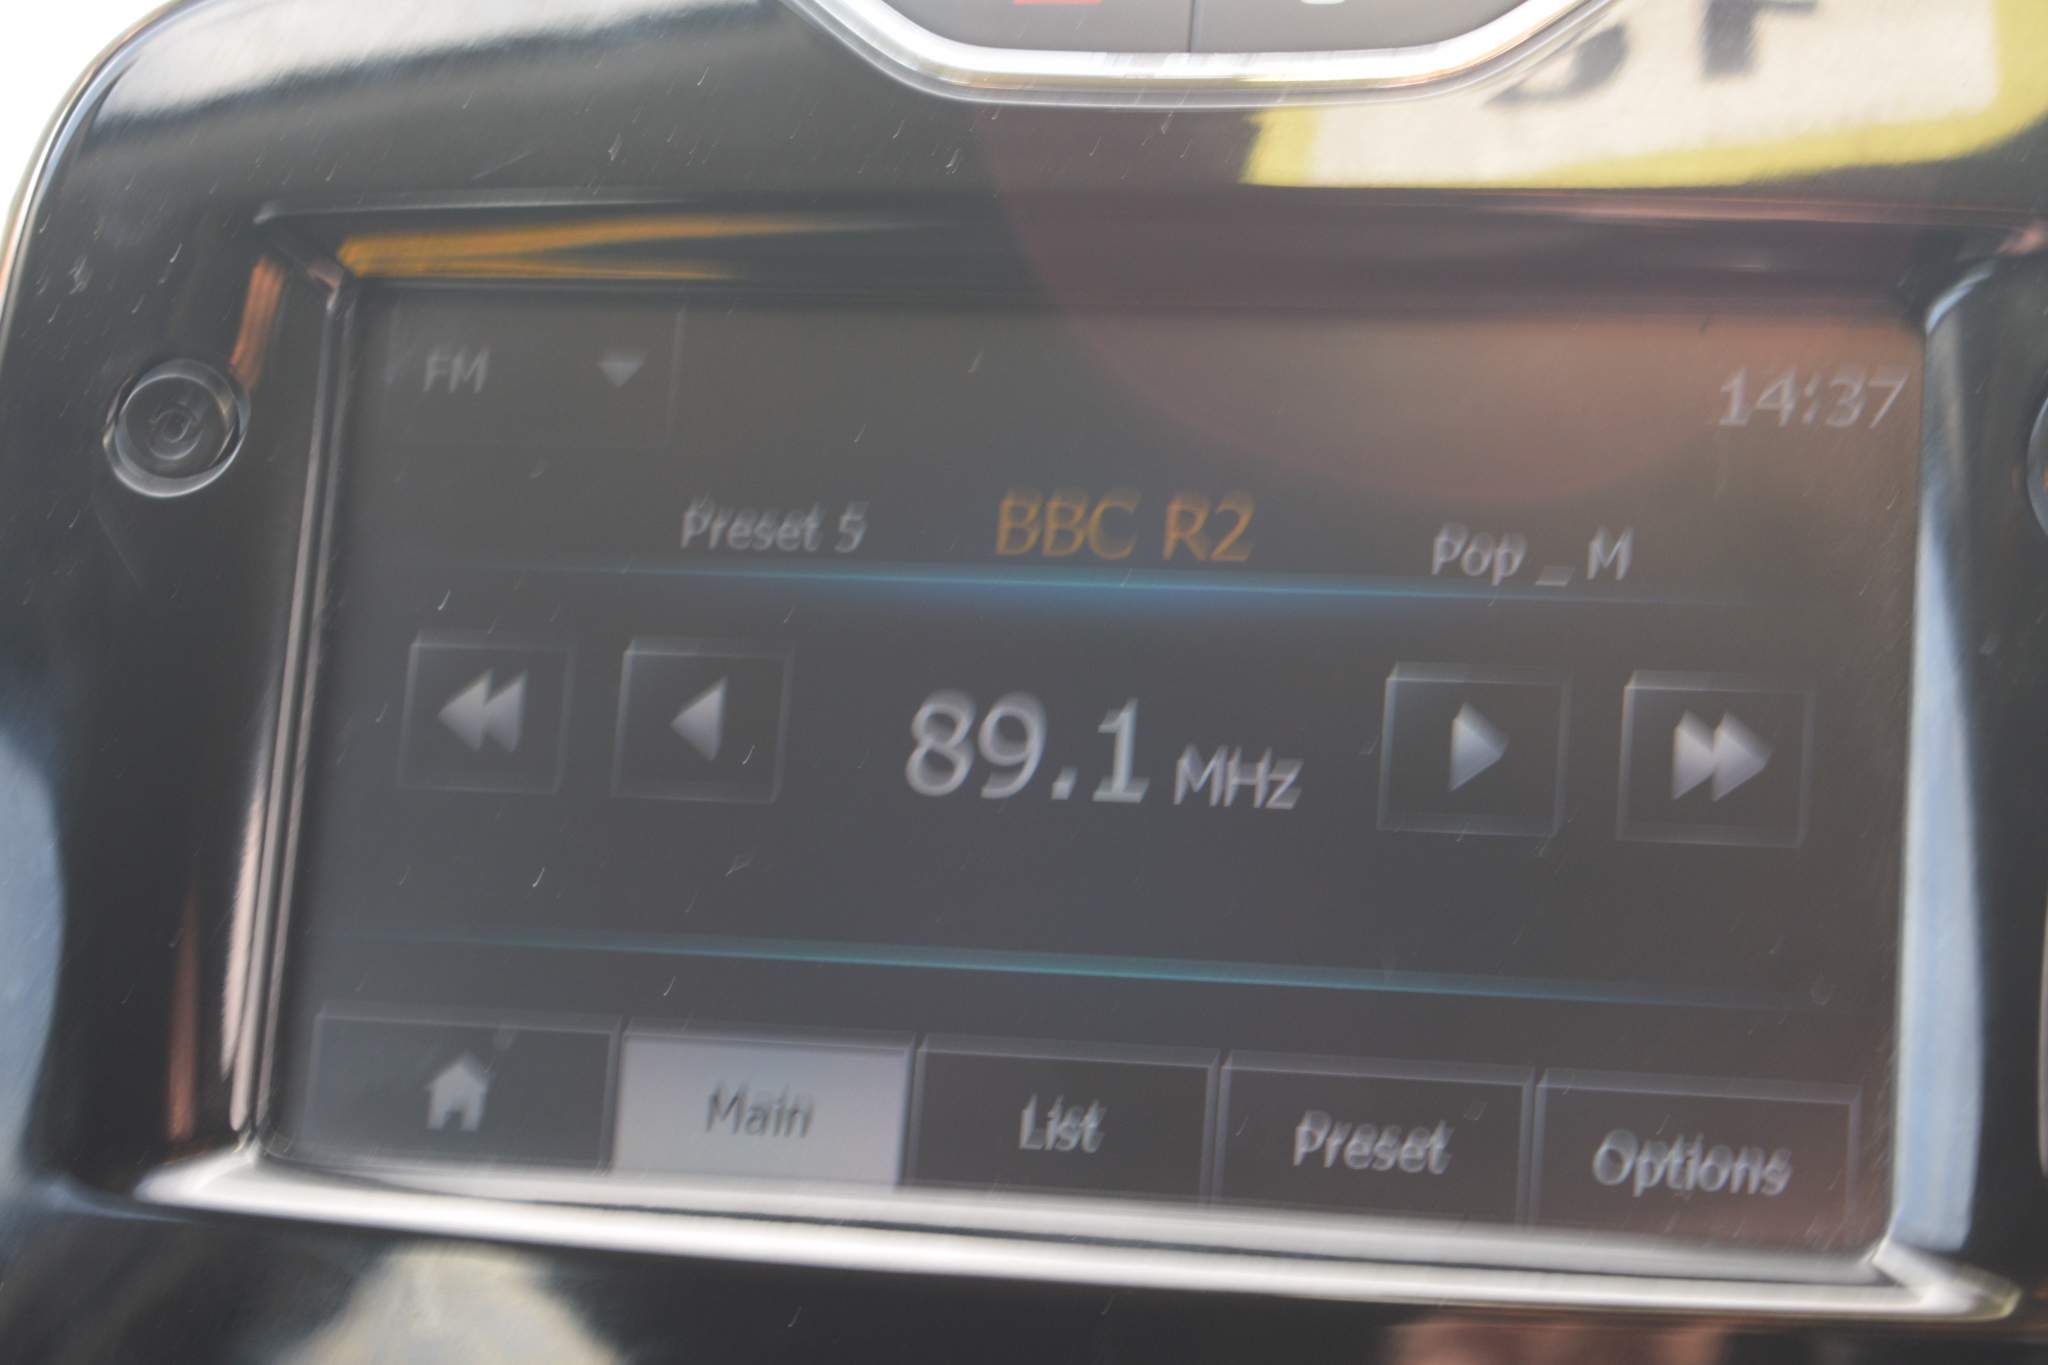 FM
14:37
Preset 5 BBC R2 Pop _ M
89.1 MHz
Main List Preset Options